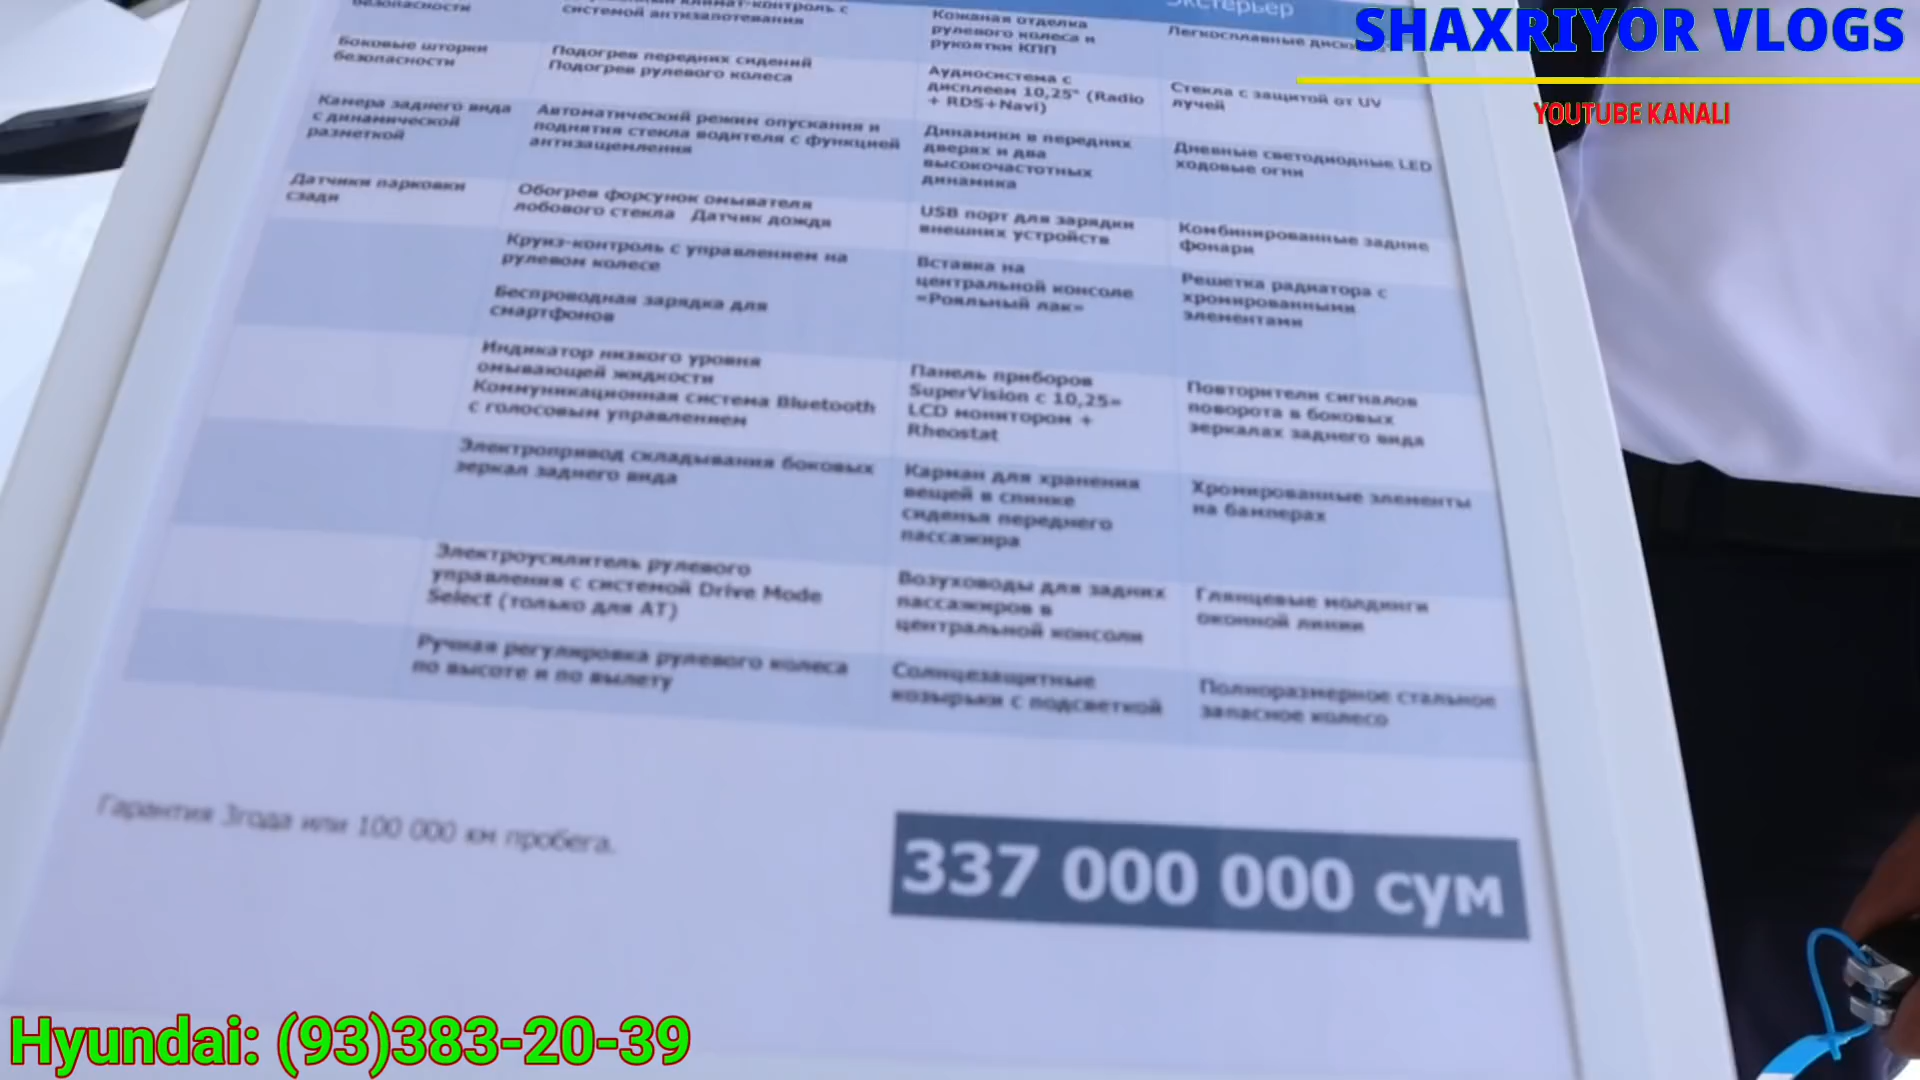 Экстерьер
SHAXRIYOR VLOGS
YOUTUBE KANALI
безопасности
климат-контроль с
системой антизапотевания
Кожаная отделка
рулевого колеса и
рукоятки КПП
Легкосплавные диски
Боковые шторки
безопасности
Подогрев передних сидений
Подогрев рулевого колеса
Аудиосистема с
дисплеем 10,25" (Radio
+ RDS+Navi)
Стекла с защитой от UV
лучей
Камера заднего вида
с динамической
разметкой
Автоматический режим опускания и
поднятия стекла водителя с функцией
антизащемления
Динамики в передних
дверях и два
высокочастотных
динамика
Дневные светодиодные LED
ходовые огни
Датчики парковки
сзади
Обогрев форсунок омывателя
лобового стекла Датчик дождя
USB порт для зарядки
внешних устройств
Комбинированные задние
фонари
Круиз-контроль с управлением на
рулевом колесе
Беспроводная зарядка для
смартфонов
Вставка на
центральной консоле
«Рояльный лак»
Решетка радиатора с
хромированными
элементами
Индикатор низкого уровня
омывающей жидкости
Коммуникационная система Bluetooth
с голосовым управлением
Панель приборов
SuperVision с 10,25"
LCD монитором +
Rheostat
Повторители сигналов
поворота в боковых
зеркалах заднего вида
Электропривод складывания боковых
зеркал заднего вида
Карман для хранения
вещей в спинке
сиденья переднего
пассажира
Хромированные элементы
на бамперах
Электроусилитель рулевого
управления с системой Drive Mode
Select (только для AT)
Возуховоды для задних
пассажиров в
центральной консоли
Глянцевые молдинги
оконной линии
Ручная регулировка рулевого колеса
по высоте и по вылету
Солнцезащитные
козырьки с подсветкой
Полноразмерное стальное
запасное колесо
Гарантия 3года или 100 000 км пробега.
337 000 000 сум
Hyundai: (93)383-20-39